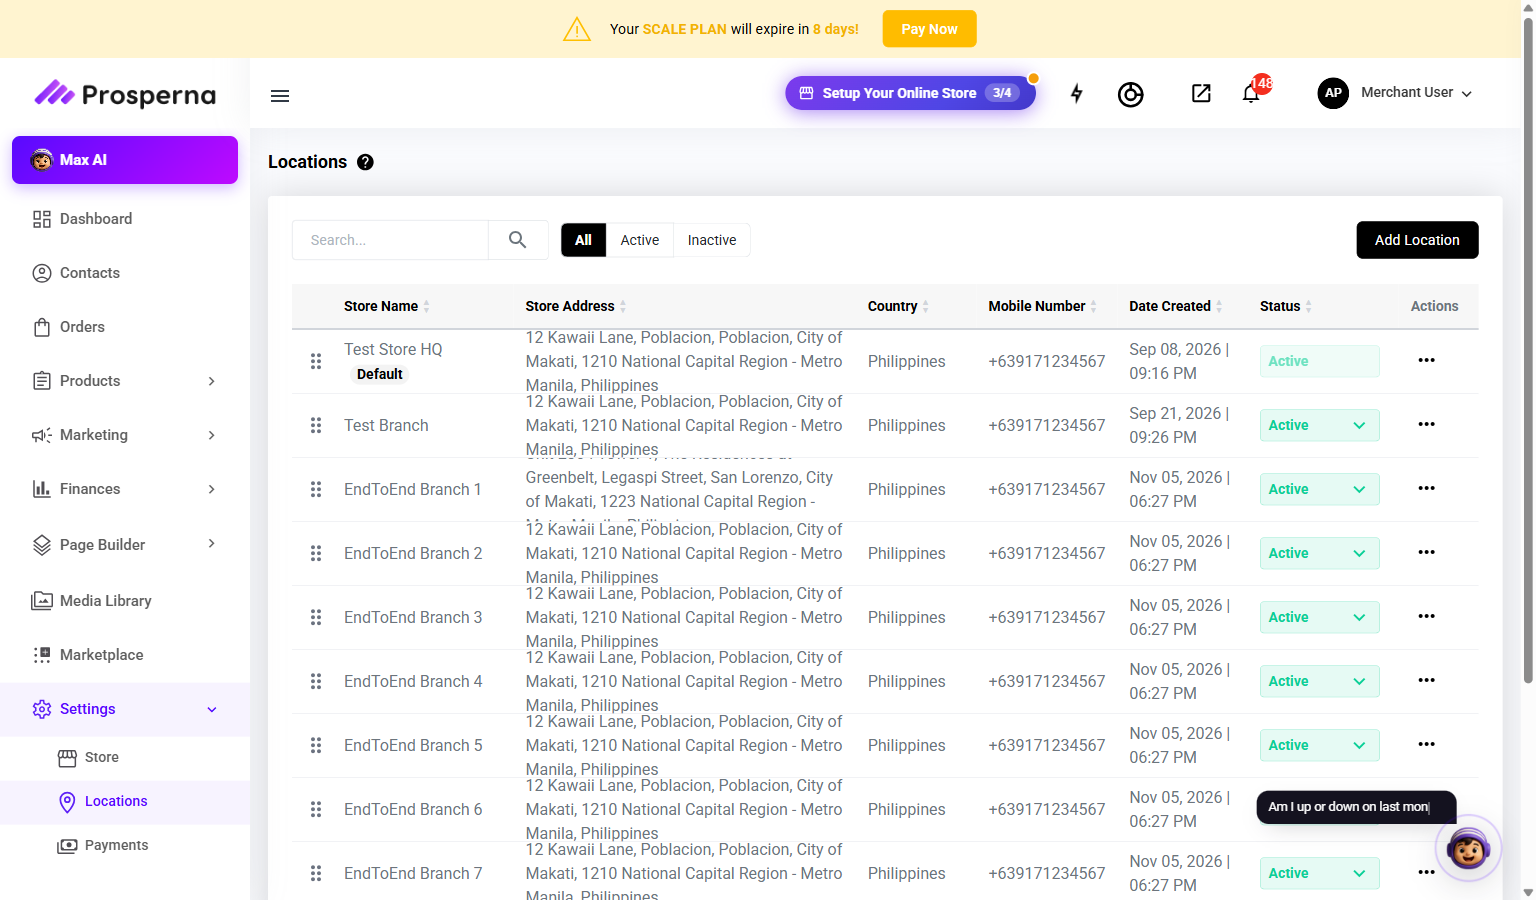 Your SCALE PLAN will expire in 8 days!
Pay Now
Prosperna
Setup Your Online Store 3/4
148
AP
Merchant User
Max AI
Dashboard
Contacts
Orders
Products
Marketing
Finances
Page Builder
Media Library
Marketplace
Settings
Store
Locations
Payments
Locations
Search...
All
Active
Inactive
Add Location
Store Name
Store Address
Country
Mobile Number
Date Created
Status
Actions
Test Store HQ
Default
12 Kawaii Lane, Poblacion, Poblacion, City of
Makati, 1210 National Capital Region - Metro
Manila, Philippines
Philippines
+639171234567
Sep 08, 2026 |
09:16 PM
Active
Test Branch
12 Kawaii Lane, Poblacion, Poblacion, City of
Makati, 1210 National Capital Region - Metro
Manila, Philippines
Philippines
+639171234567
Sep 21, 2026 |
09:26 PM
Active
EndToEnd Branch 1
Greenbelt, Legaspi Street, San Lorenzo, City
of Makati, 1223 National Capital Region -
Philippines
+639171234567
Nov 05, 2026 |
06:27 PM
Active
EndToEnd Branch 2
12 Kawaii Lane, Poblacion, Poblacion, City of
Makati, 1210 National Capital Region - Metro
Manila, Philippines
Philippines
+639171234567
Nov 05, 2026 |
06:27 PM
Active
EndToEnd Branch 3
12 Kawaii Lane, Poblacion, Poblacion, City of
Makati, 1210 National Capital Region - Metro
Manila, Philippines
Philippines
+639171234567
Nov 05, 2026 |
06:27 PM
Active
EndToEnd Branch 4
12 Kawaii Lane, Poblacion, Poblacion, City of
Makati, 1210 National Capital Region - Metro
Manila, Philippines
Philippines
+639171234567
Nov 05, 2026 |
06:27 PM
Active
EndToEnd Branch 5
12 Kawaii Lane, Poblacion, Poblacion, City of
Makati, 1210 National Capital Region - Metro
Manila, Philippines
Philippines
+639171234567
Nov 05, 2026 |
06:27 PM
Active
EndToEnd Branch 6
12 Kawaii Lane, Poblacion, Poblacion, City of
Makati, 1210 National Capital Region - Metro
Manila, Philippines
Philippines
+639171234567
Nov 05, 2026 |
06:27 PM
Am I up or down on last mon
EndToEnd Branch 7
12 Kawaii Lane, Poblacion, Poblacion, City of
Makati, 1210 National Capital Region - Metro
Manila, Philippines
Philippines
+639171234567
Nov 05, 2026 |
06:27 PM
Active